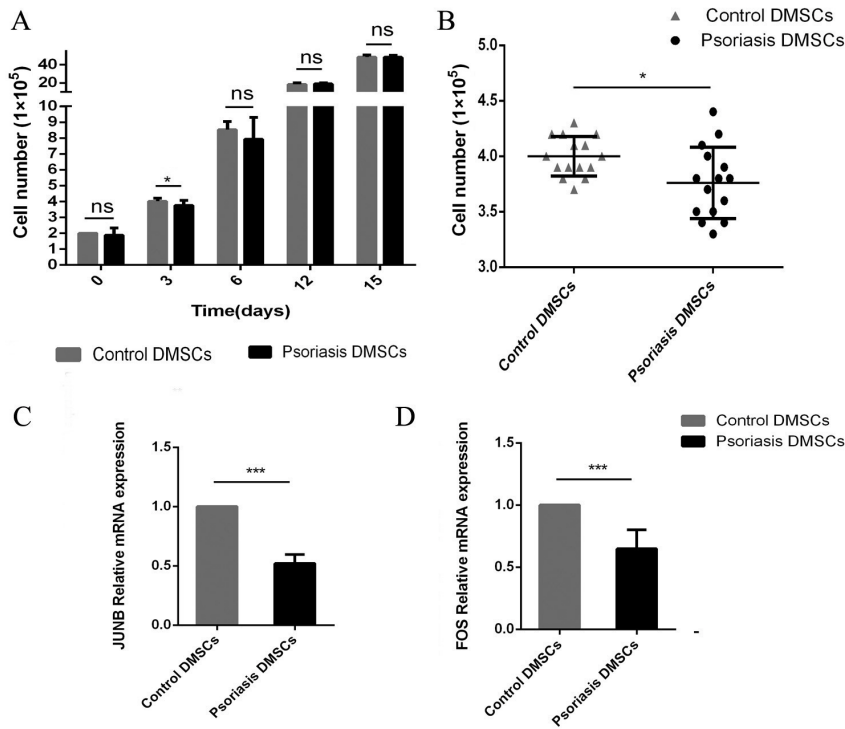 A
Cell number (1×10⁵)
40
20
10
9
8
7
6
5
4
3
2
1
0
ns
*
ns
ns
ns
0
3
6
12
15
Time(days)
Control DMSCs
Psoriasis DMSCs
B
Control DMSCs
Psoriasis DMSCs
Cell number (1×10⁵)
5.0
4.5
4.0
3.5
3.0
*
Control DMSCs
Psoriasis DMSCs
C
JUNB Relative mRNA expression
1.5
1.0
0.5
0.0
***
Control DMSCs
Psoriasis DMSCs
D
Control DMSCs
Psoriasis DMSCs
FOS Relative mRNA expression
1.5
1.0
0.5
0.0
***
Control DMSCs
Psoriasis DMSCs